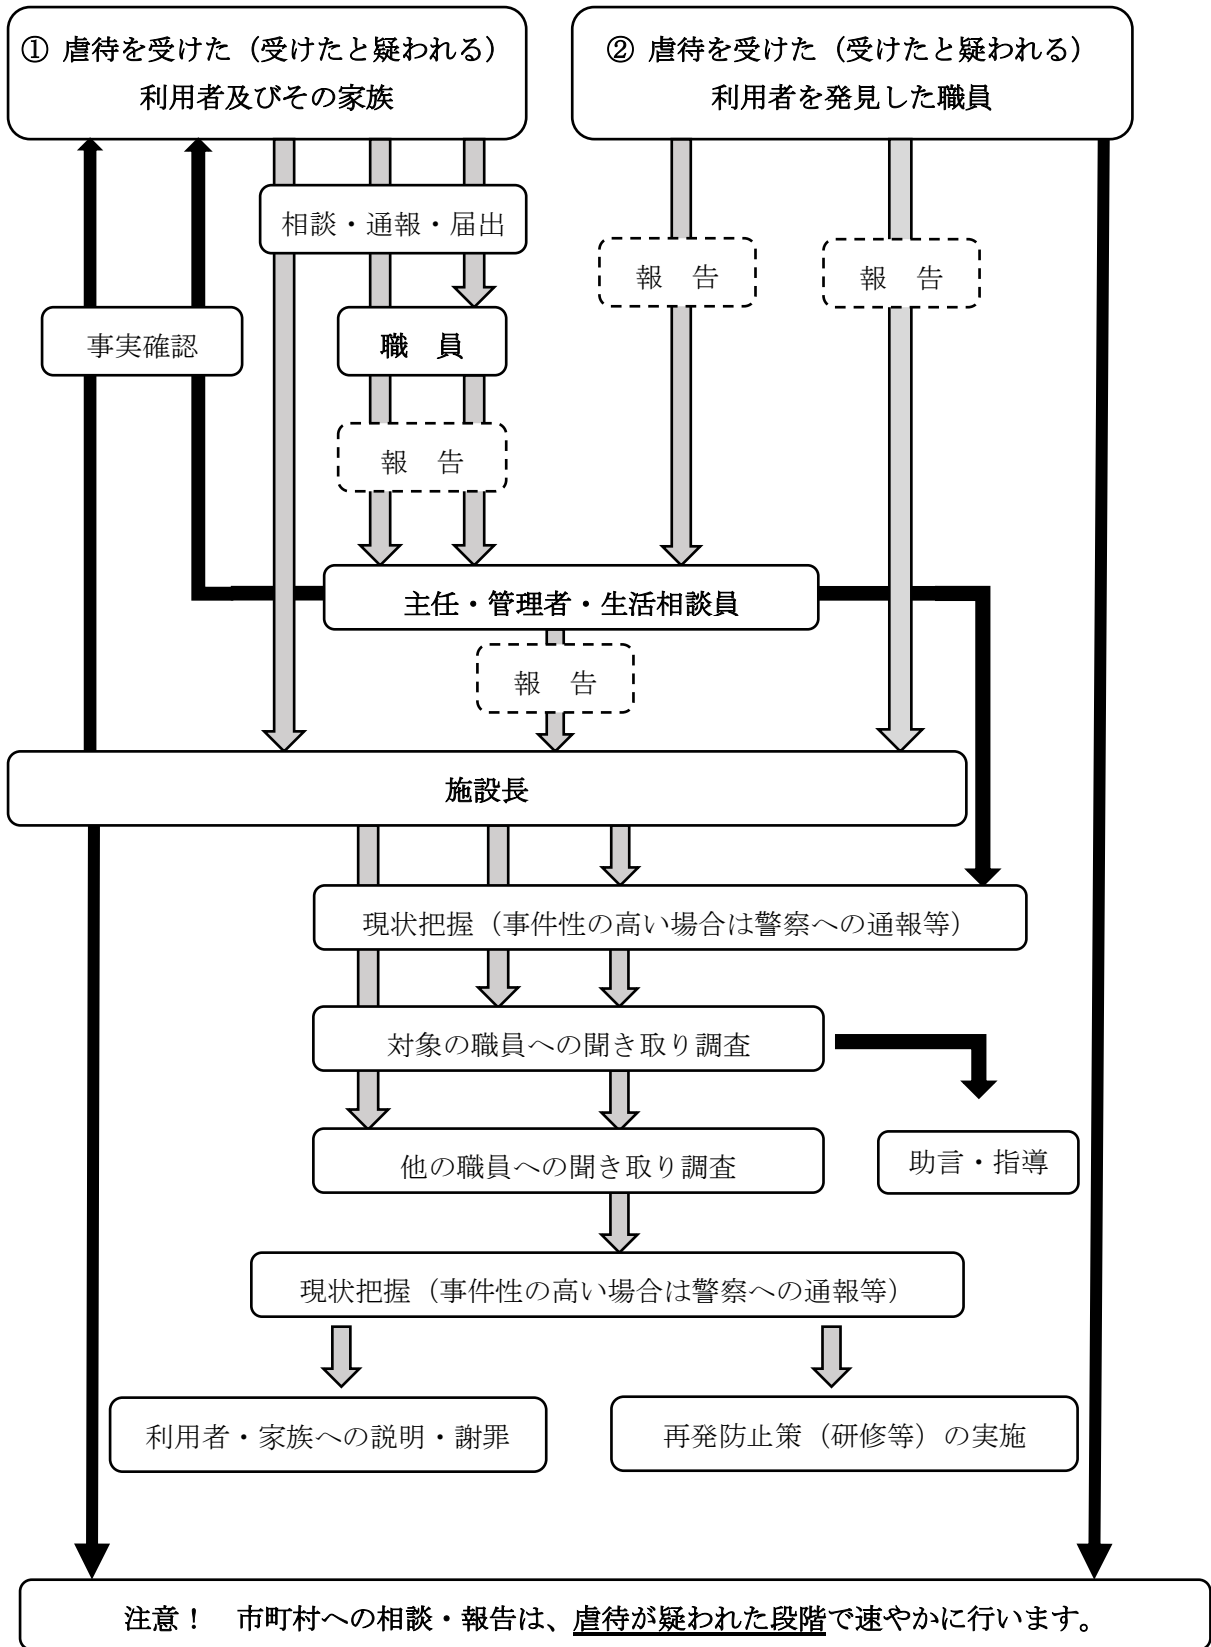 ① 虐待を受けた（受けたと疑われる）
利用者及びその家族
② 虐待を受けた（受けたと疑われる）
利用者を発見した職員
相談・通報・届出
報　告
報　告
事実確認
職　員
報　告
主任・管理者・生活相談員
報　告
施設長
現状把握（事件性の高い場合は警察への通報等）
対象の職員への聞き取り調査
他の職員への聞き取り調査
助言・指導
現状把握（事件性の高い場合は警察への通報等）
利用者・家族への説明・謝罪
再発防止策（研修等）の実施
注意！　市町村への相談・報告は、虐待が疑われた段階で速やかに行います。